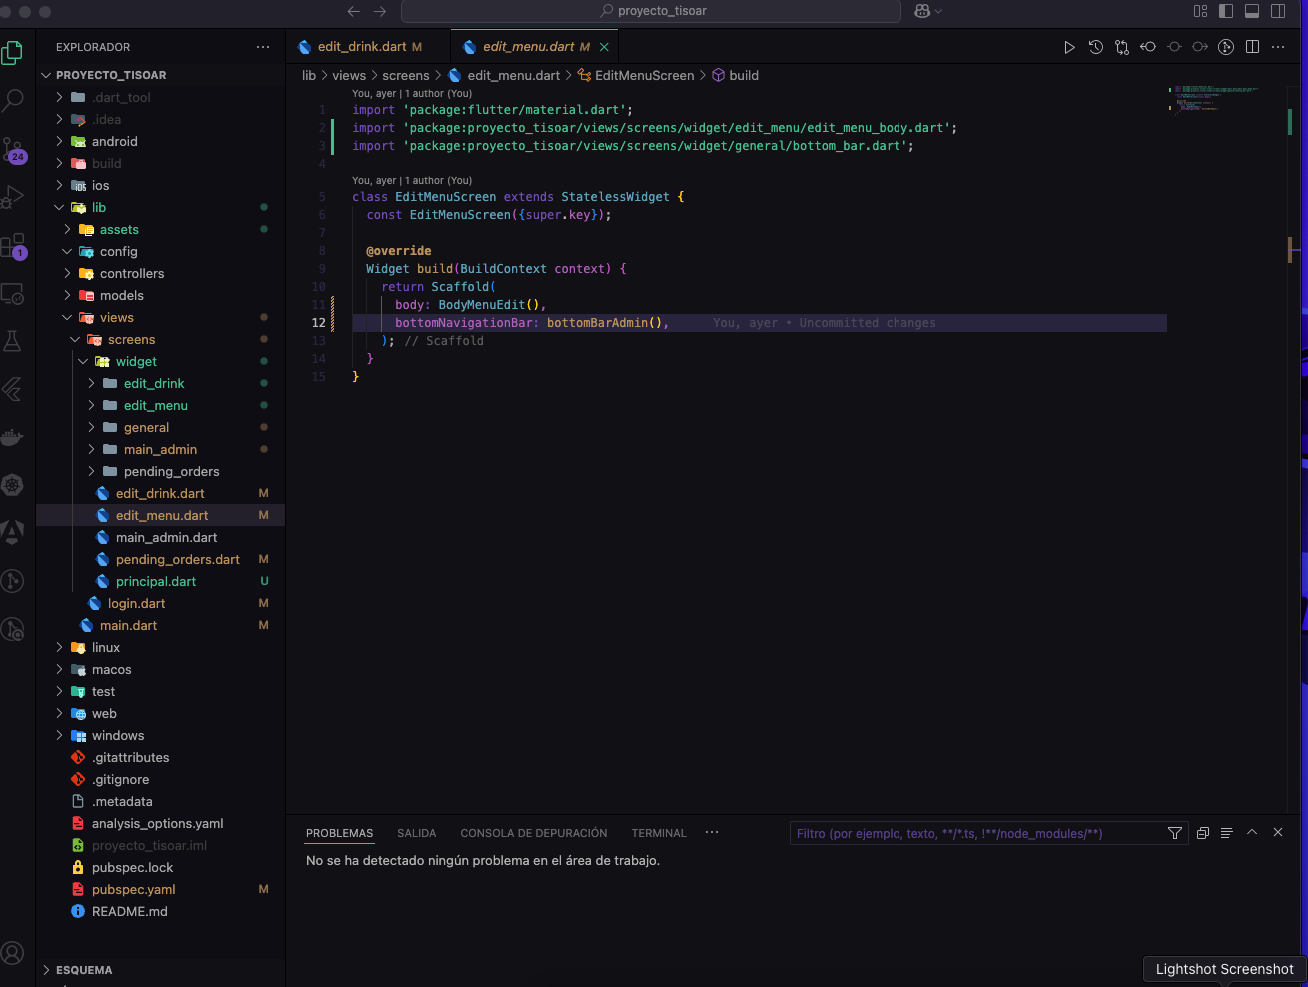 proyecto_tisoar
EXPLORADOR
PROYECTO_TISOAR
.dart_tool
.idea
android
build
ios
lib
assets
config
controllers
models
views
screens
widget
edit_drink
edit_menu
general
main_admin
pending_orders
edit_drink.dart M
edit_menu.dart M
main_admin.dart
pending_orders.dart M
principal.dart U
login.dart M
main.dart M
linux
macos
test
web
windows
.gitattributes
.gitignore
.metadata
analysis_options.yaml
proyecto_tisoar.iml
pubspec.lock
pubspec.yaml M
README.md
ESQUEMA
24
1
edit_drink.dart M
edit_menu.dart M
lib > views > screens > edit_menu.dart > EditMenuScreen > build
You, ayer | 1 author (You)
1 import 'package:flutter/material.dart';
2 import 'package:proyecto_tisoar/views/screens/widget/edit_menu/edit_menu_body.dart';
3 import 'package:proyecto_tisoar/views/screens/widget/general/bottom_bar.dart';
4
You, ayer | 1 author (You)
5 class EditMenuScreen extends StatelessWidget {
6 const EditMenuScreen({super.key});
7
8 @override
9 Widget build(BuildContext context) {
10 return Scaffold(
11 body: BodyMenuEdit(),
12 bottomNavigationBar: bottomBarAdmin(), You, ayer • Uncommitted changes
13 ); // Scaffold
14 }
15 }
PROBLEMAS SALIDA CONSOLA DE DEPURACIÓN TERMINAL
Filtro (por ejemplo, texto, **/*.ts, !**/node_modules/**)
No se ha detectado ningún problema en el área de trabajo.
Lightshot Screenshot